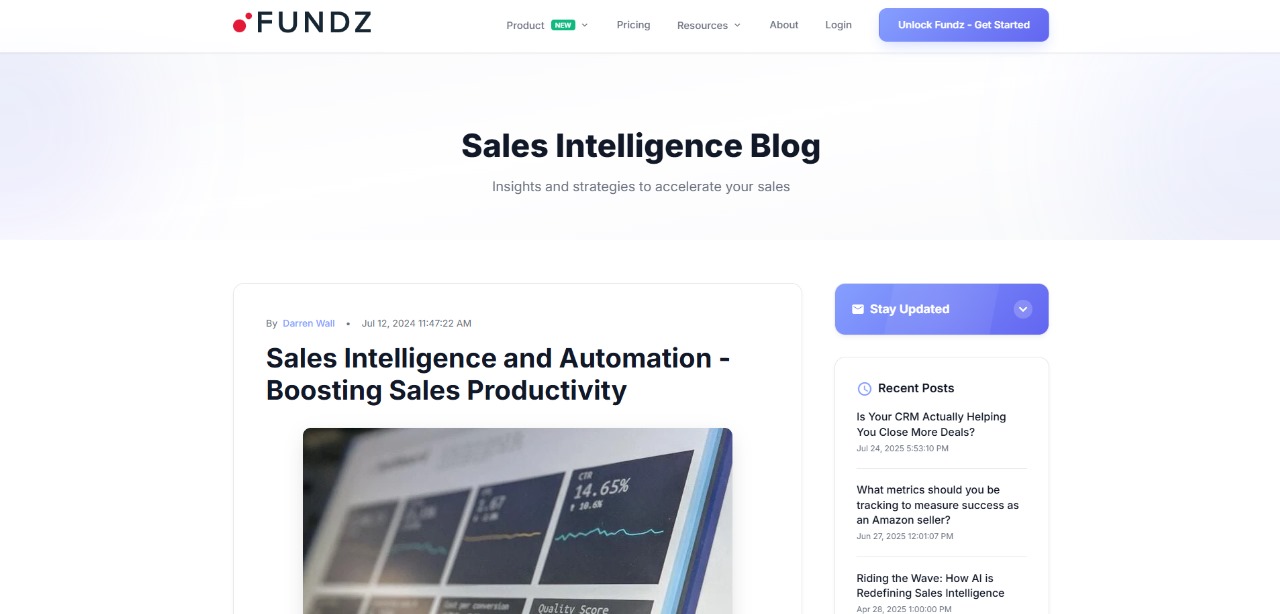 FUNDZ
Product NEW Pricing Resources About Login Unlock Fundz - Get Started
Sales Intelligence Blog
Insights and strategies to accelerate your sales
By Darren Wall • Jul 12, 2024 11:47:22 AM
Sales Intelligence and Automation -
Boosting Sales Productivity
CTR
14.65%
↑ 10.6%
Cost per conversion
Quality Score
Stay Updated
Recent Posts
Is Your CRM Actually Helping
You Close More Deals?
Jul 24, 2025 5:53:10 PM
What metrics should you be
tracking to measure success as
an Amazon seller?
Jun 27, 2025 12:01:07 PM
Riding the Wave: How AI is
Redefining Sales Intelligence
Apr 28, 2025 1:00:00 PM